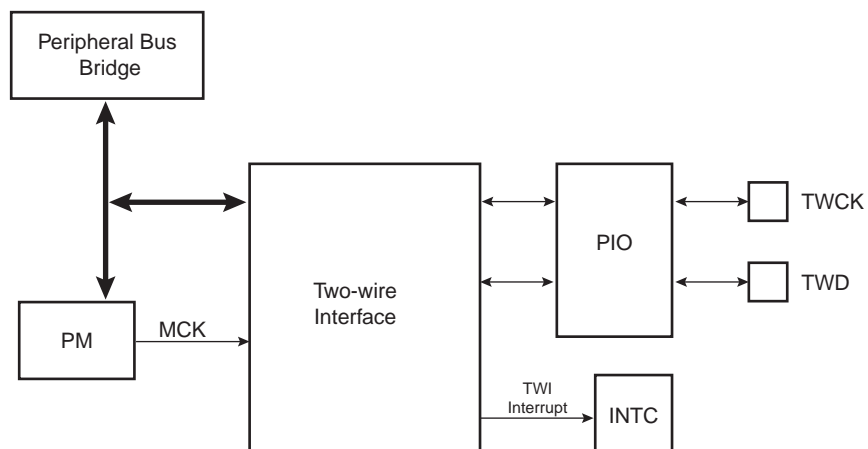 Peripheral Bus
Bridge
TWCK
PIO
TWD
Two-wire
Interface
MCK
PM
TWI
Interrupt
INTC